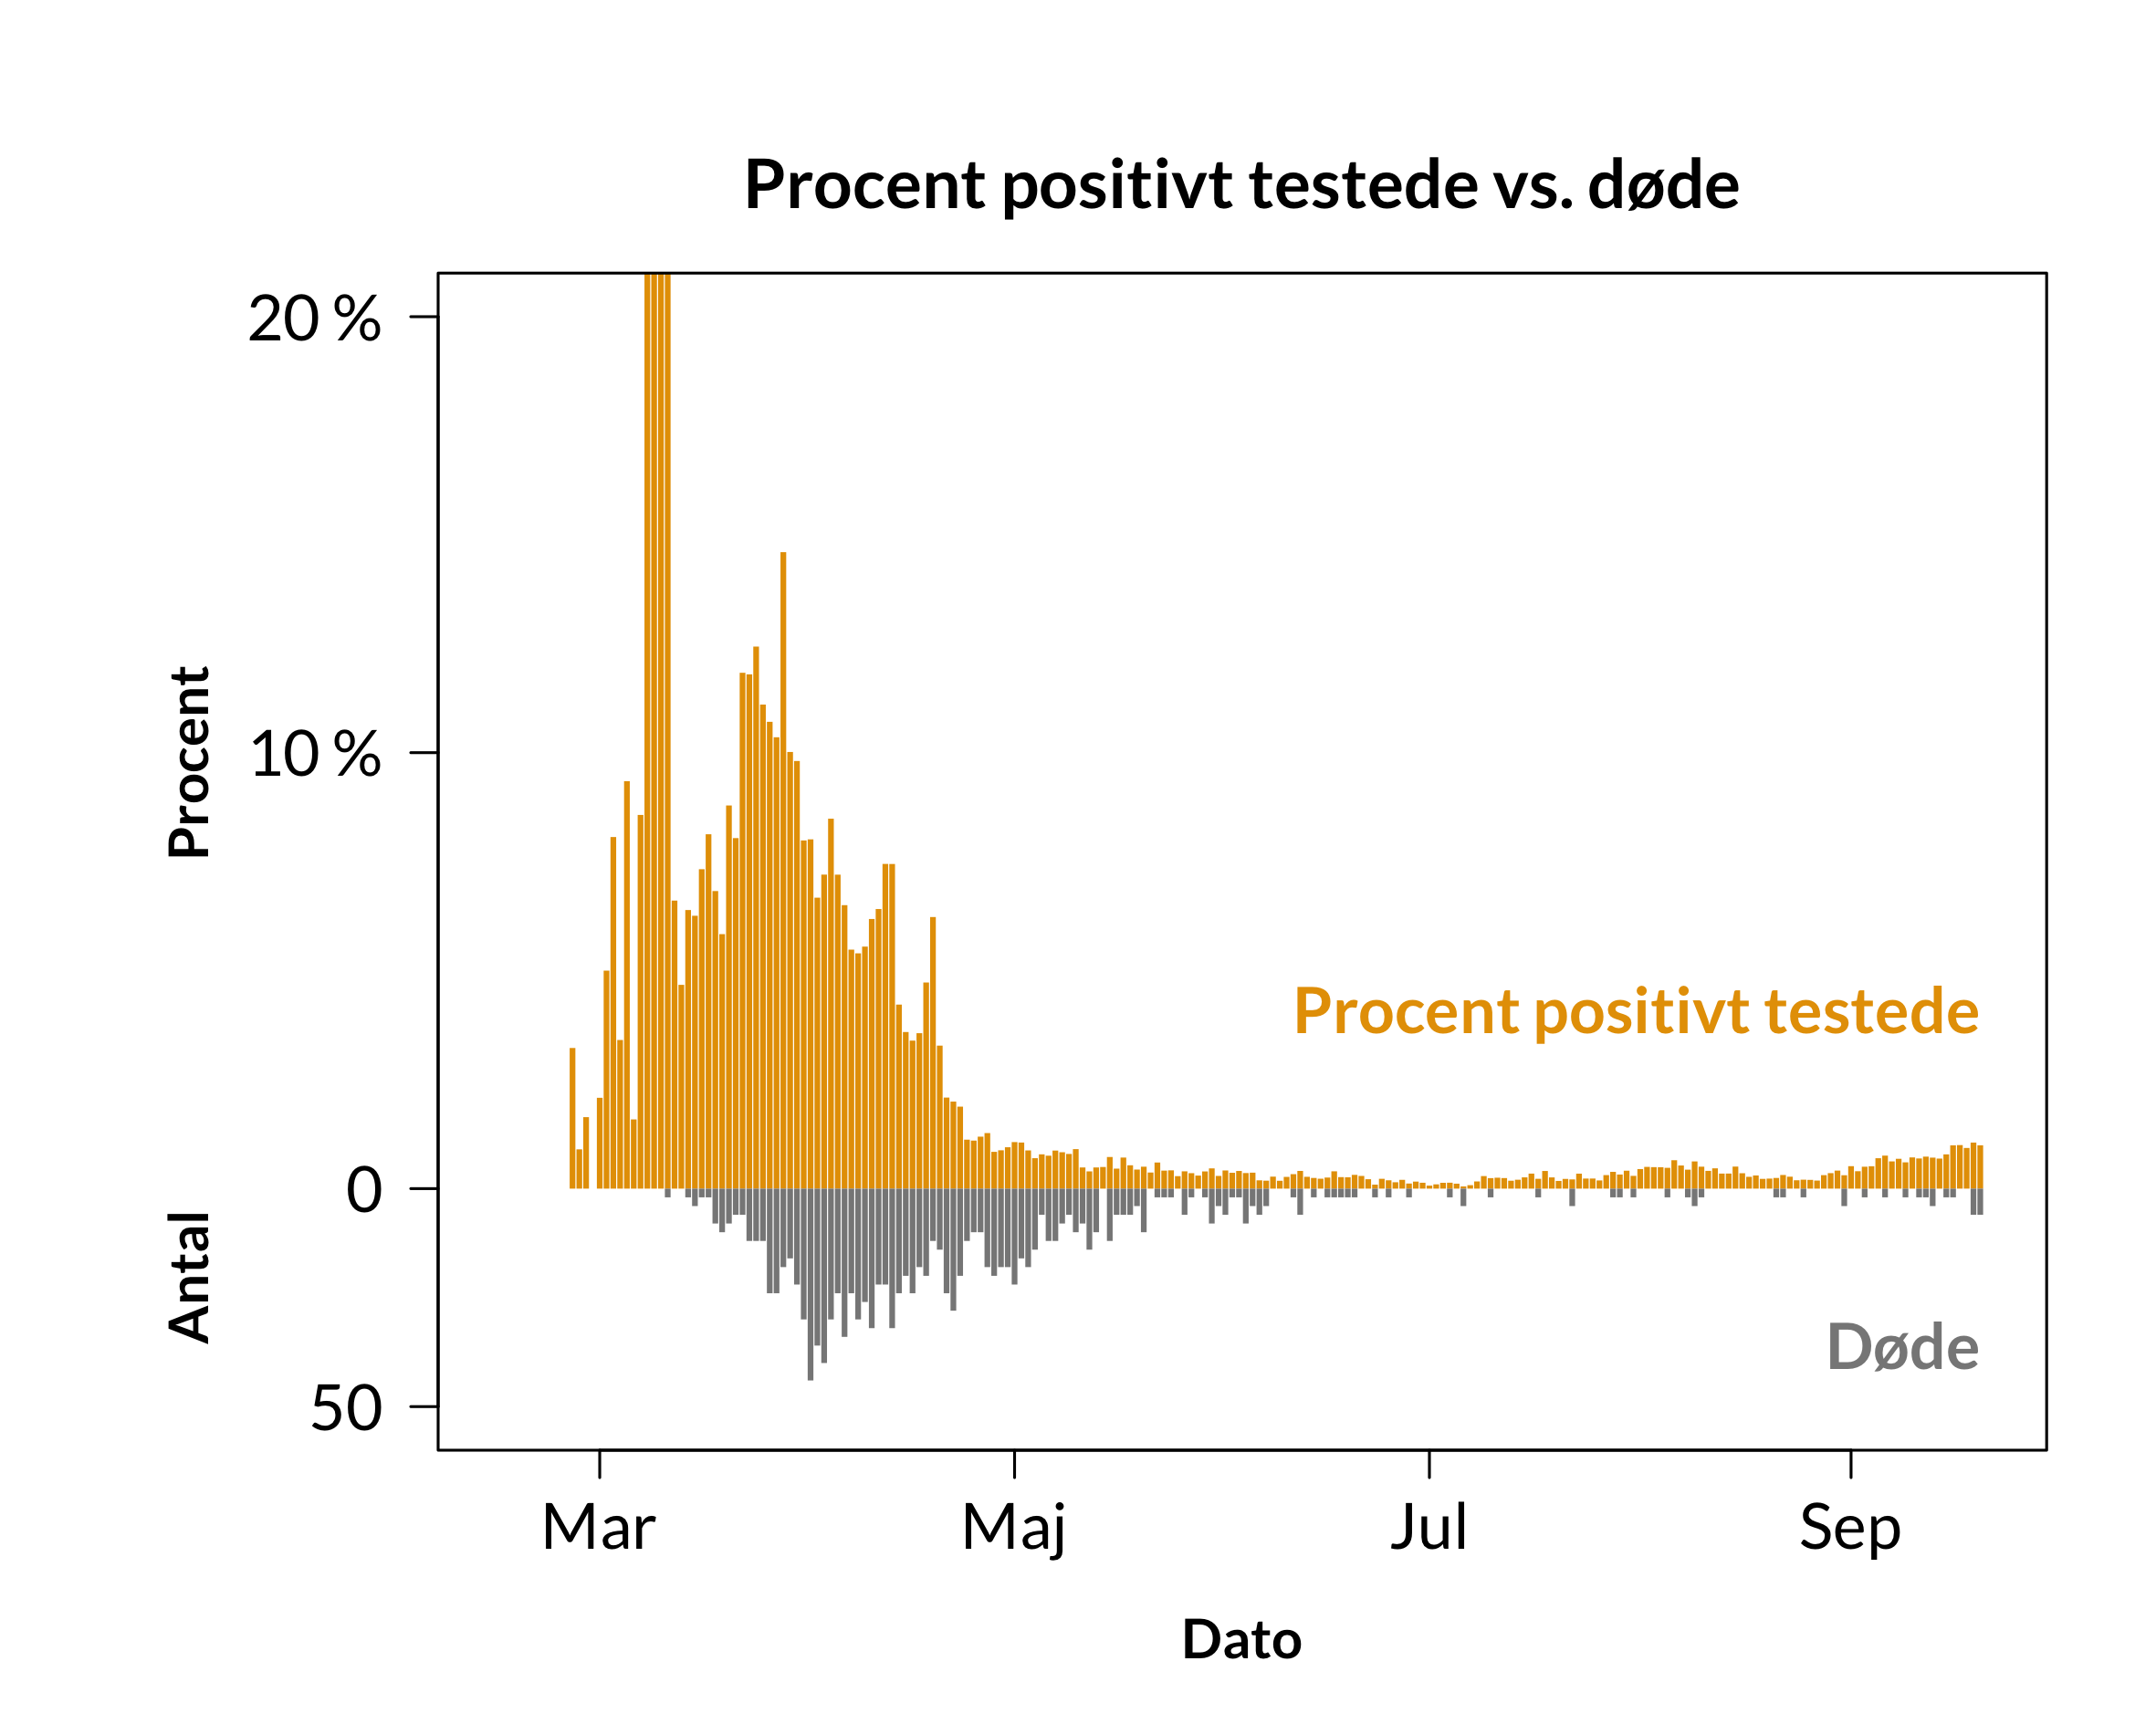 Procent positivt testede vs. døde
20 %
10 %
0
50
Procent
Antal
Procent positivt testede
Døde
Mar
Maj
Jul
Sep
Dato